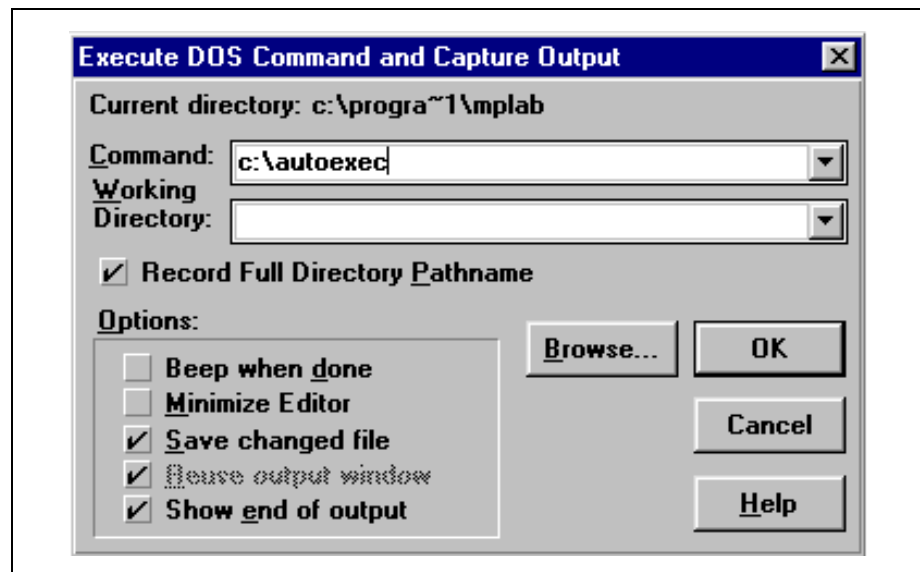 Execute DOS Command and Capture Output
Current directory: c:\progra~1\mplab
Command: c:\autoexec
Working
Directory:
Record Full Directory Pathname
Options:
Beep when done
Minimize Editor
Save changed file
Reuse output window
Show end of output
Browse...
OK
Cancel
Help